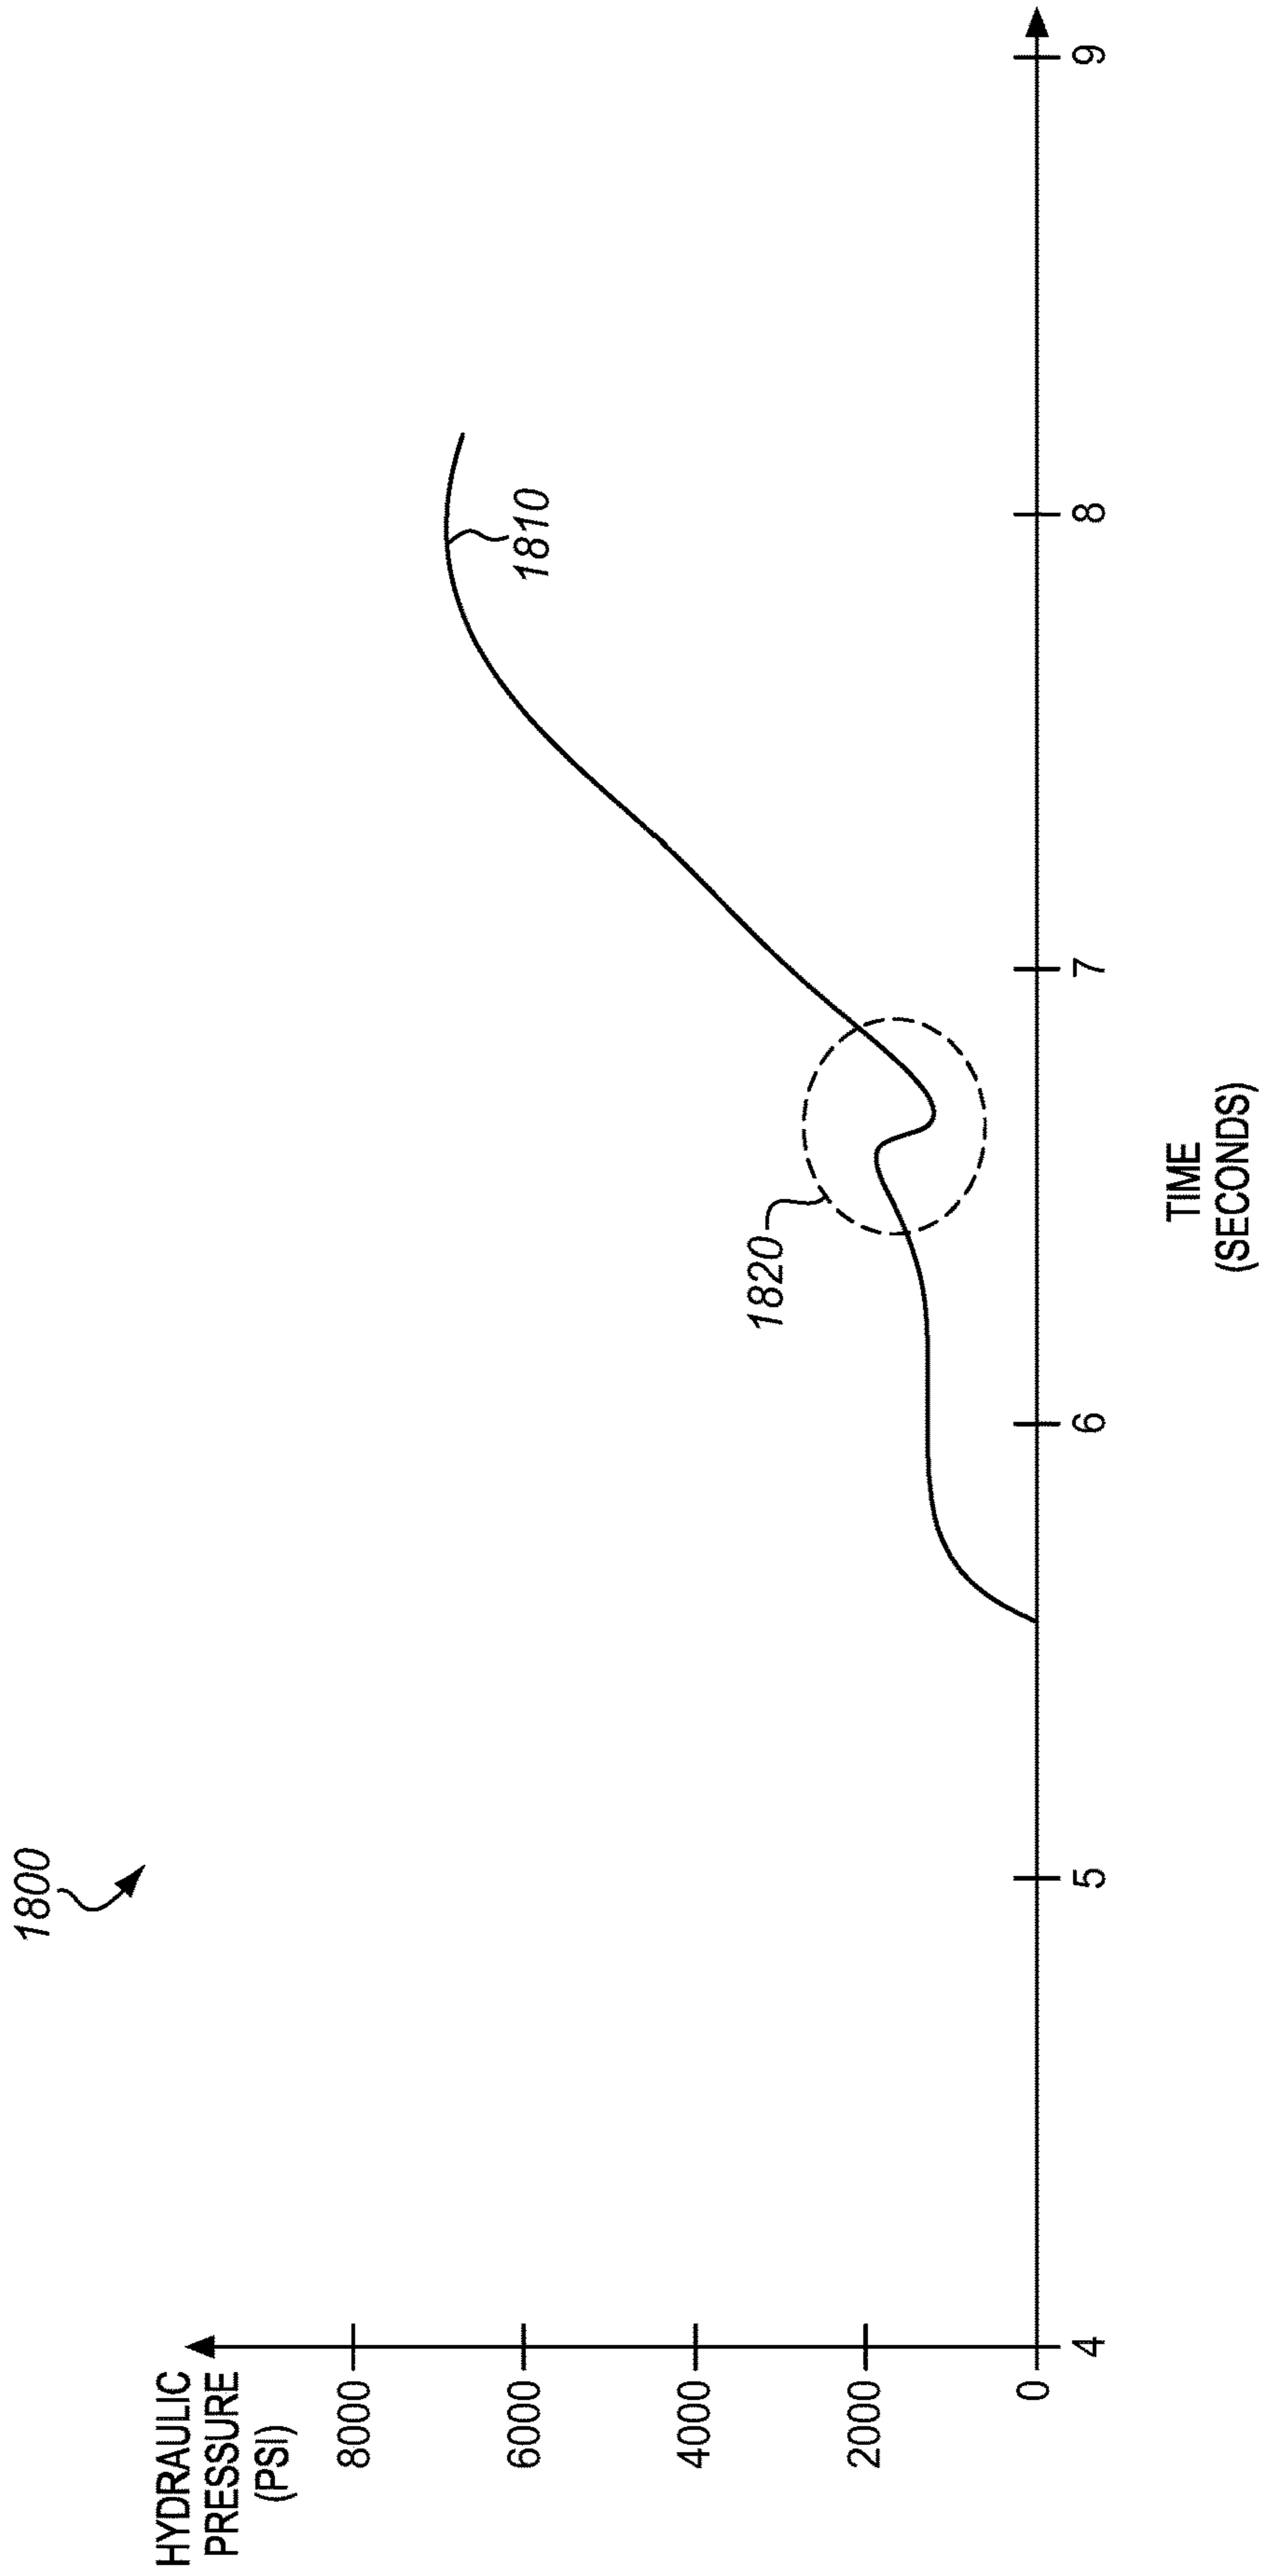 1800
HYDRAULIC
PRESSURE
(PSI)
8000
6000
4000
2000
0
1810
1820
4
5
6
7
8
9
TIME
(SECONDS)